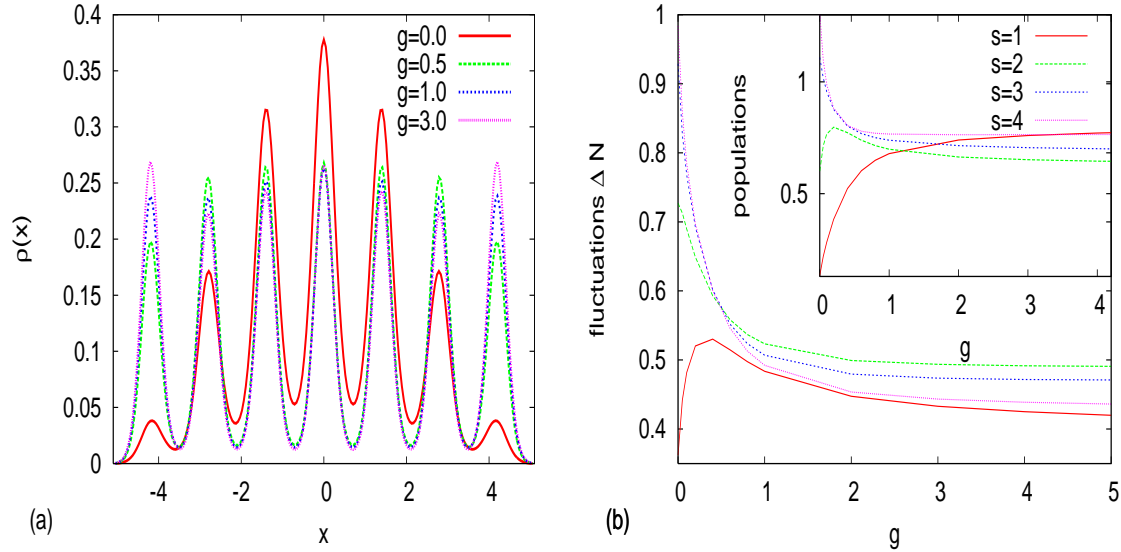 ρ(x)
0.4
0.35
0.3
0.25
0.2
0.15
0.1
0.05
0
g=0.0
g=0.5
g=1.0
g=3.0
-4 -2 0 2 4
x
(a)
fluctuations Δ N
1
0.9
0.8
0.7
0.6
0.5
0.4
populations
1
0.5
s=1
s=2
s=3
s=4
0 1 2 3 4
g
0 1 2 3 4 5
g
(b)